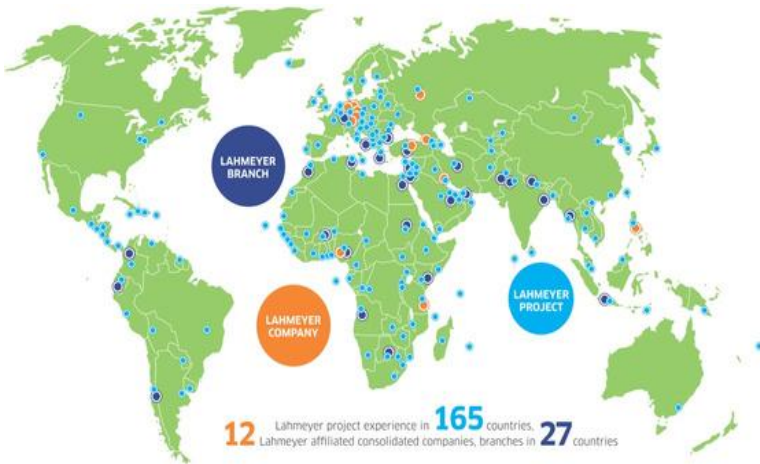 LAHMEYER
BRANCH
LAHMEYER
COMPANY
LAHMEYER
PROJECT
12 Lahmeyer project experience in 165 countries,
Lahmeyer affiliated consolidated companies, branches in 27 countries